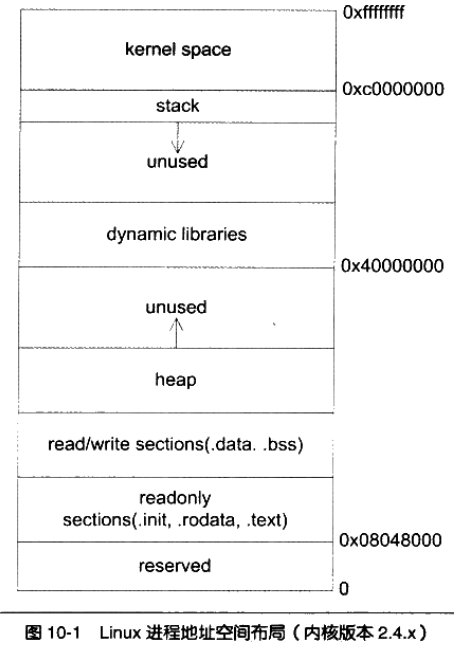 0xffffffff
kernel space
0xc0000000
stack
unused
dynamic libraries
0x40000000
unused
heap
read/write sections(.data. .bss)
readonly
sections(.init, .rodata, .text)
0x08048000
reserved
0
图 10-1 Linux 进程地址空间布局（内核版本 2.4.x）